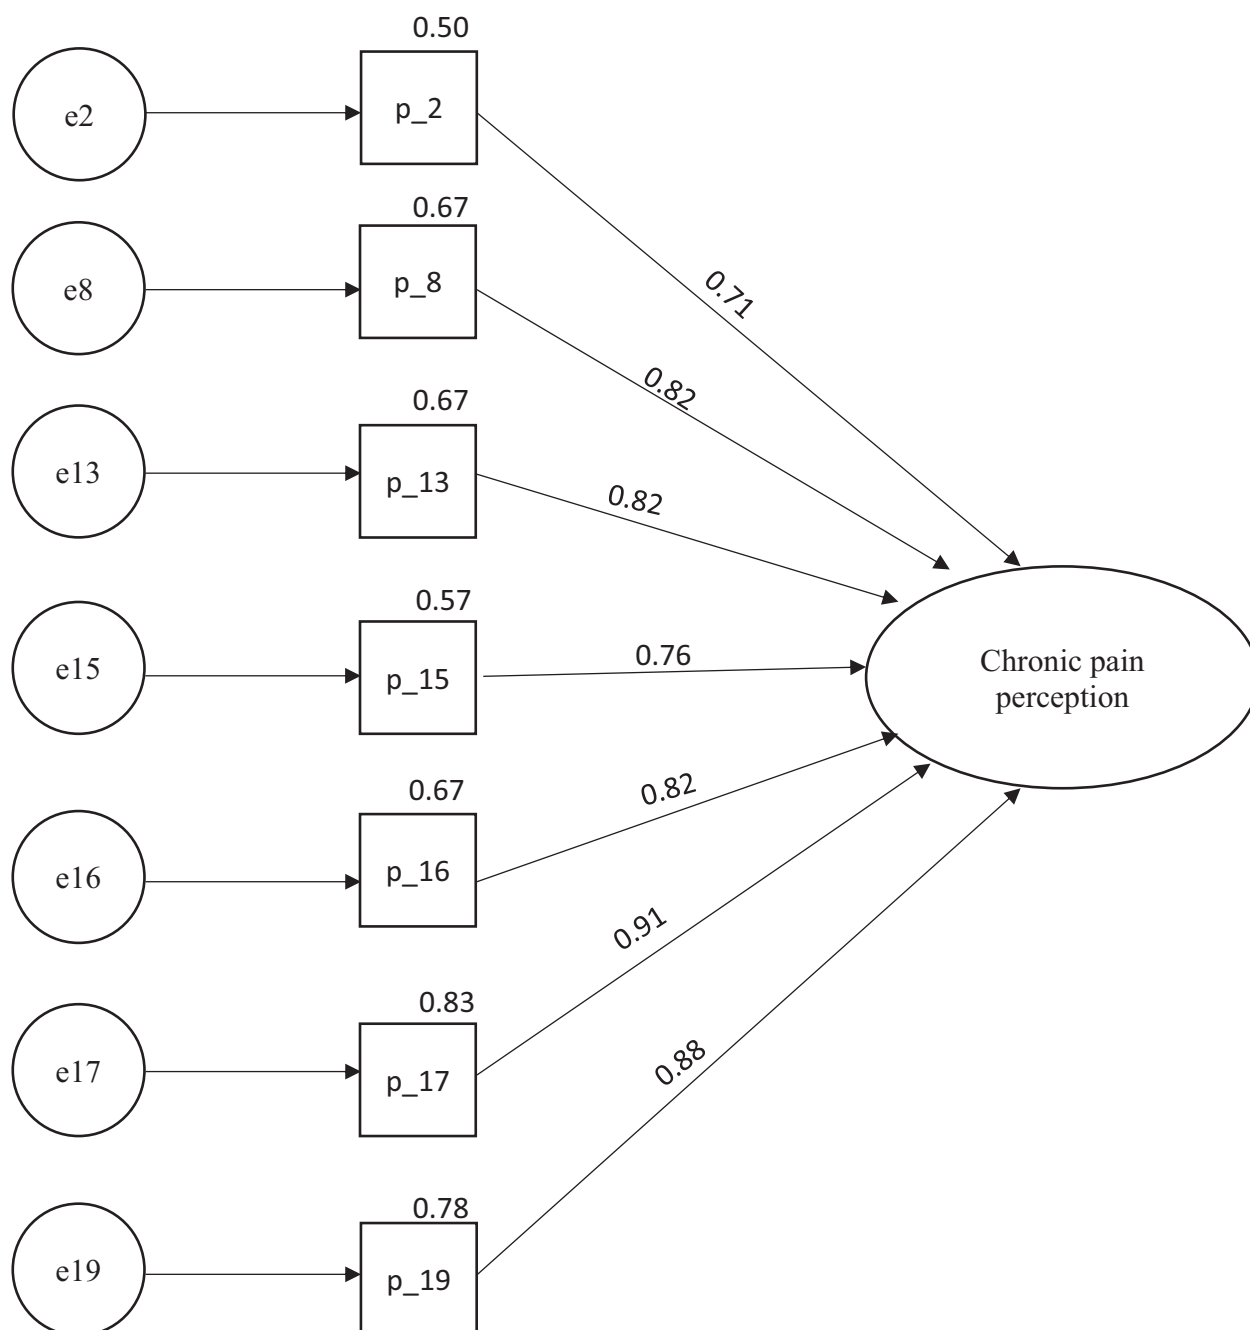 0.50
e2
p_2
0.71
0.67
e8
p_8
0.82
0.67
e13
p_13
0.82
0.57
e15
p_15
0.76
Chronic pain
perception
0.67
e16
p_16
0.82
0.83
e17
p_17
0.91
0.78
e19
p_19
0.88